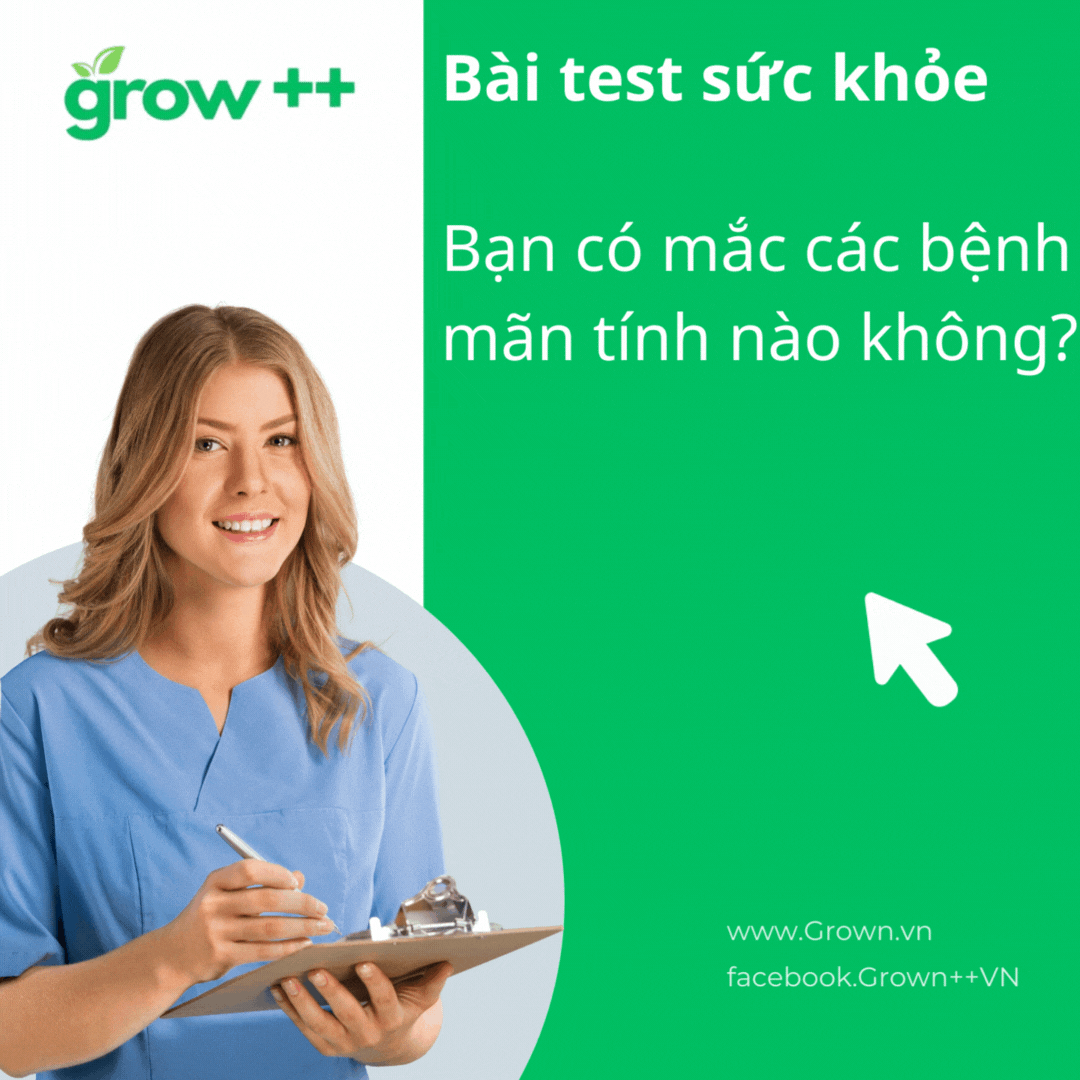 grow ++
Bài test sức khỏe
Bạn có mắc các bệnh
mãn tính nào không?
www.Grown.vn
facebook.Grown++VN